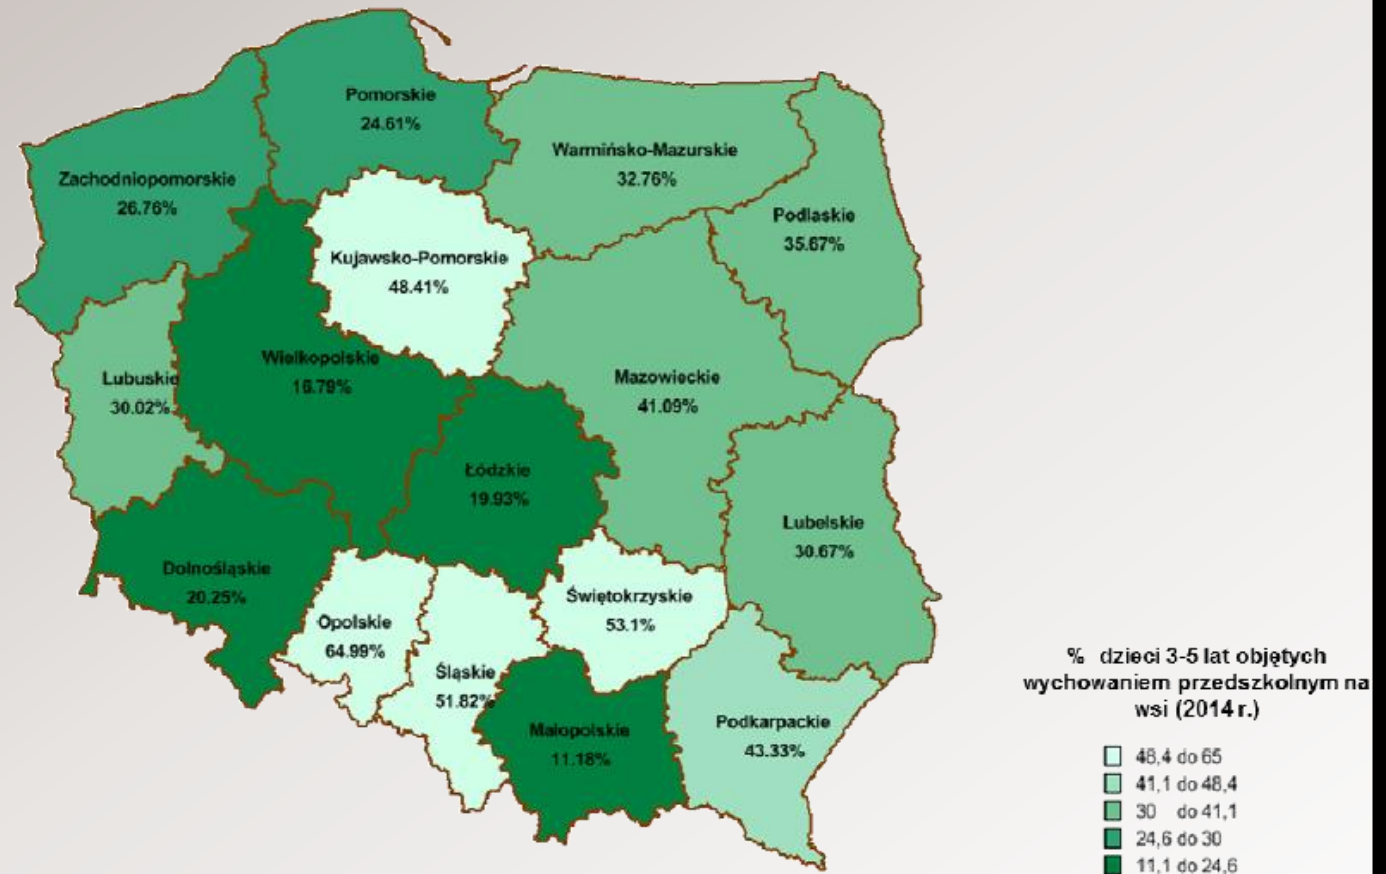 Pomorskie
24.61%
Warmińsko-Mazurskie
32.76%
Zachodniopomorskie
26.76%
Podlaskie
35.67%
Kujawsko-Pomorskie
48.41%
Wielkopolskie
16.79%
Lubuskie
30.02%
Mazowieckie
41.09%
Łódzkie
19.93%
Lubelskie
30.67%
Dolnośląskie
20.25%
Świętokrzyskie
53.1%
Opolskie
64.99%
Śląskie
51.82%
Małopolskie
11.18%
Podkarpackie
43.33%
% dzieci 3-5 lat objętych
wychowaniem przedszkolnym na
wsi (2014 r.)
48,4 do 65
41,1 do 48,4
30 do 41,1
24,6 do 30
11,1 do 24,6